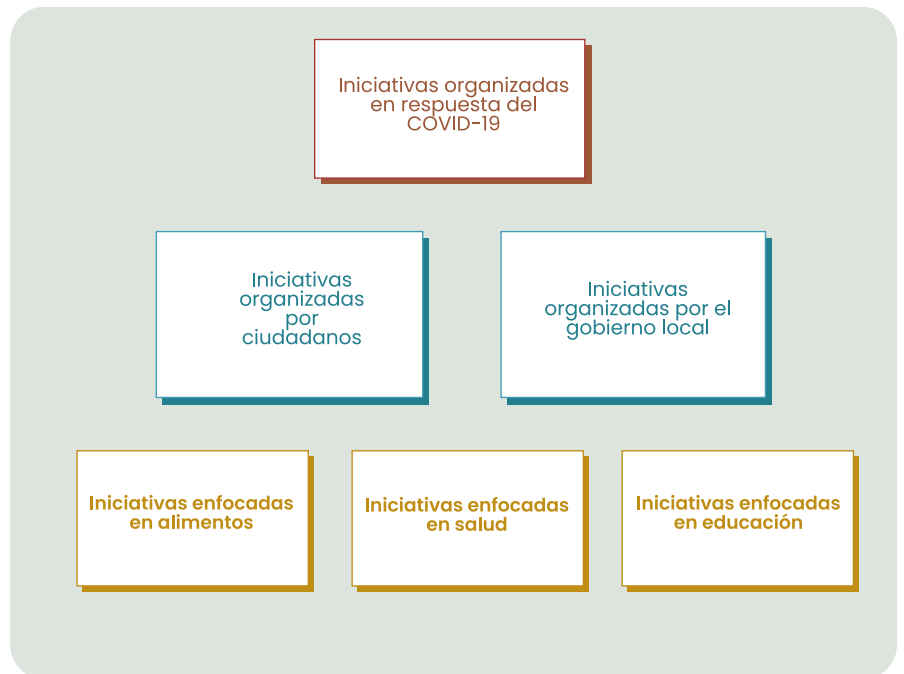 Iniciativas organizadas
en respuesta del
COVID-19
Iniciativas
organizadas
por
ciudadanos
Iniciativas
organizadas por el
gobierno local
Iniciativas enfocadas
en alimentos
Iniciativas enfocadas
en salud
Iniciativas enfocadas
en educación